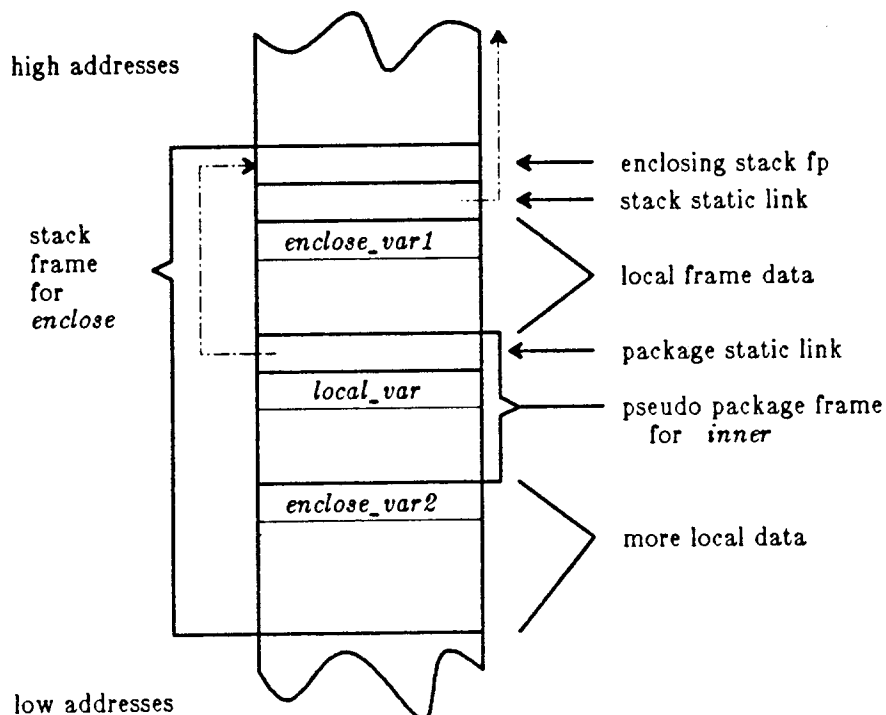 high addresses
enclosing stack fp
stack static link
enclose_var1
stack
frame
for
enclose
local frame data
package static link
local_var
pseudo package frame
for inner
enclose_var2
more local data
low addresses